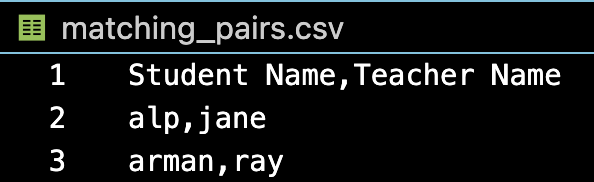 matching_pairs.csv
1 Student Name,Teacher Name
2 alp,jane
3 arman,ray